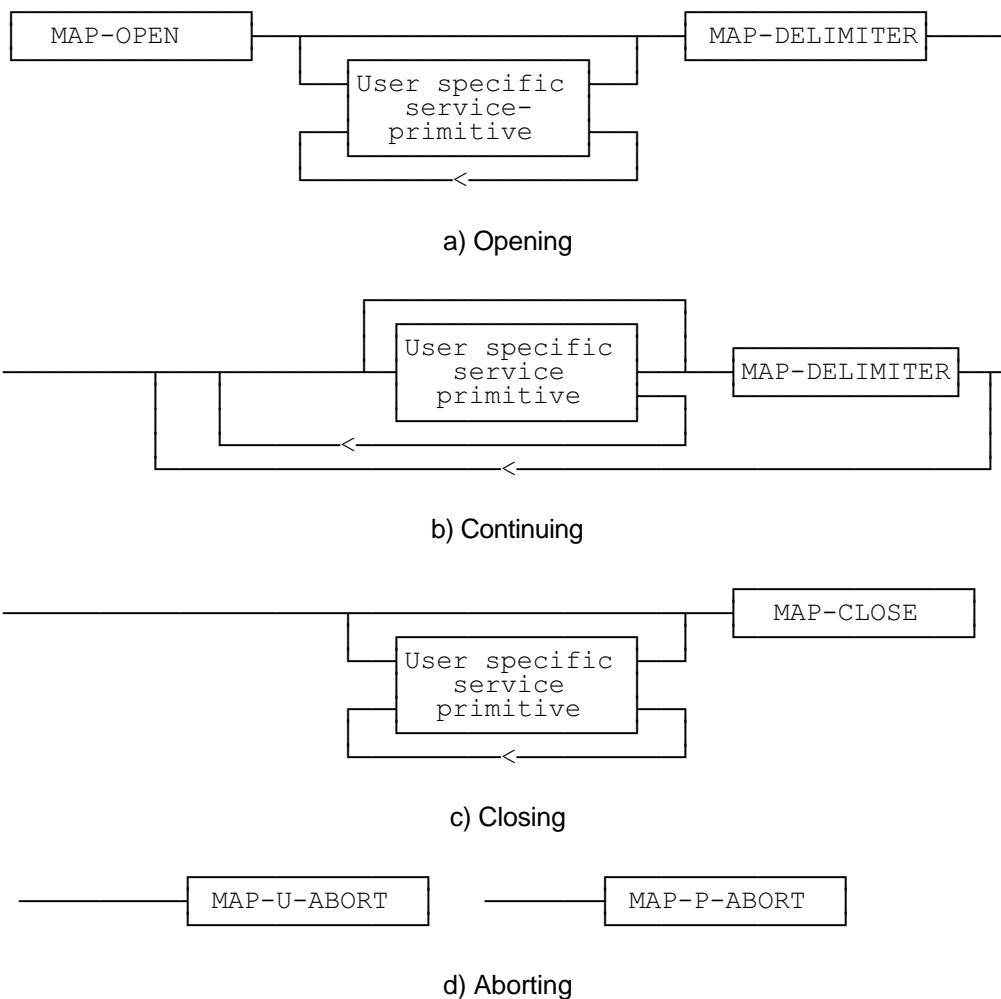 MAP-OPEN
MAP-DELIMITER
User specific
service-
primitive
<
a) Opening
User specific
service
primitive
MAP-DELIMITER
<
<
b) Continuing
MAP-CLOSE
User specific
service
primitive
<
c) Closing
MAP-U-ABORT
MAP-P-ABORT
d) Aborting